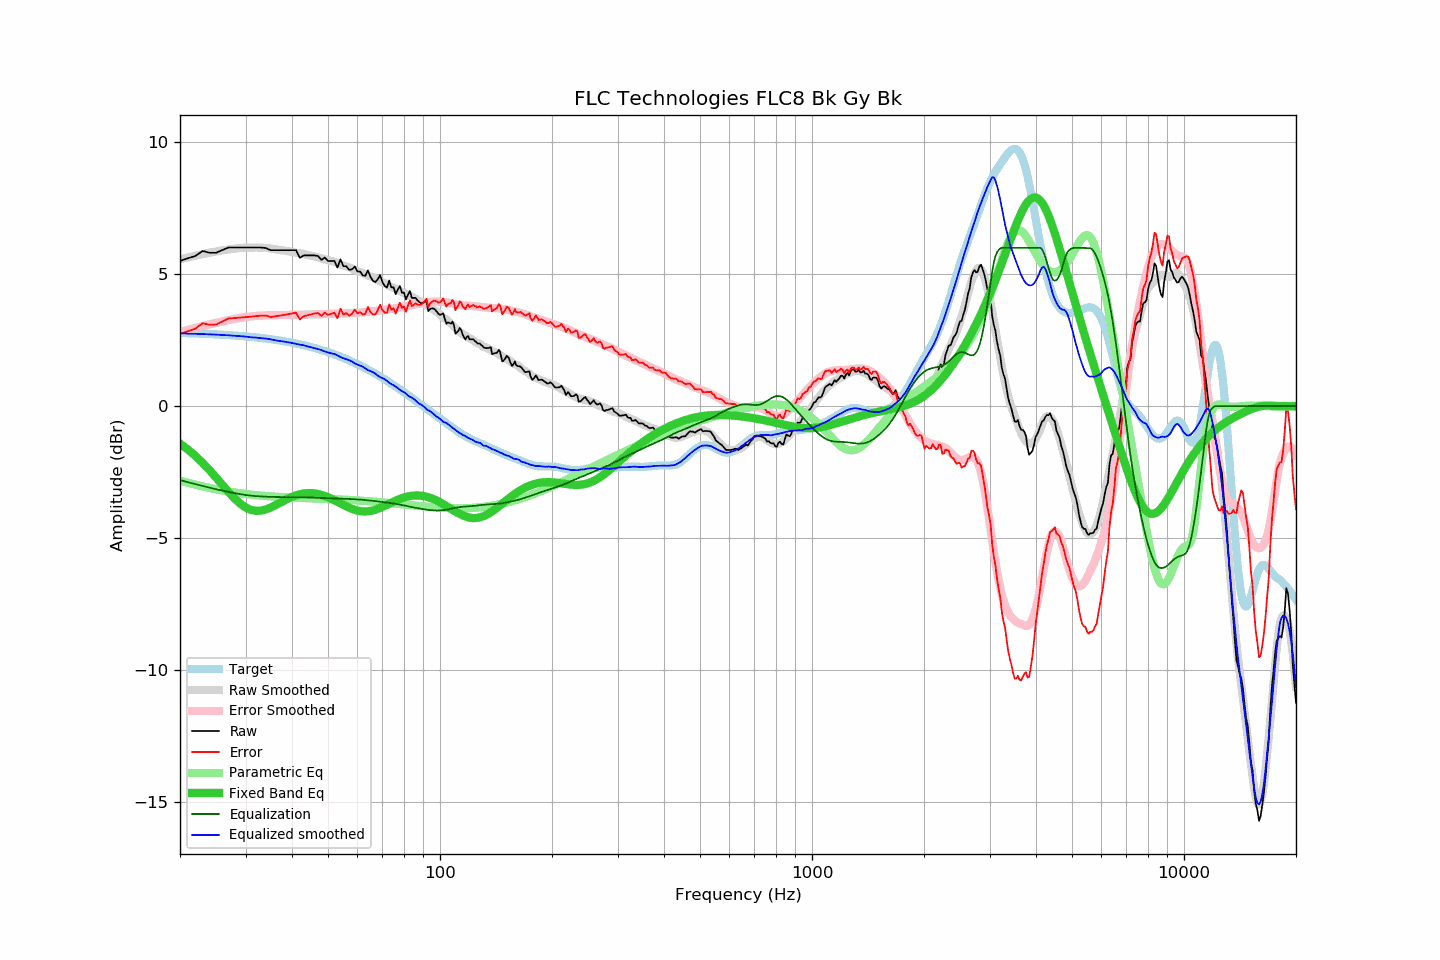 FLC Technologies FLC8 Bk Gy Bk
10
5
0
−5
−10
−15
Amplitude (dBr)
Target
Raw Smoothed
Error Smoothed
Raw
Error
Parametric Eq
Fixed Band Eq
Equalization
Equalized smoothed
100
1000
10000
Frequency (Hz)